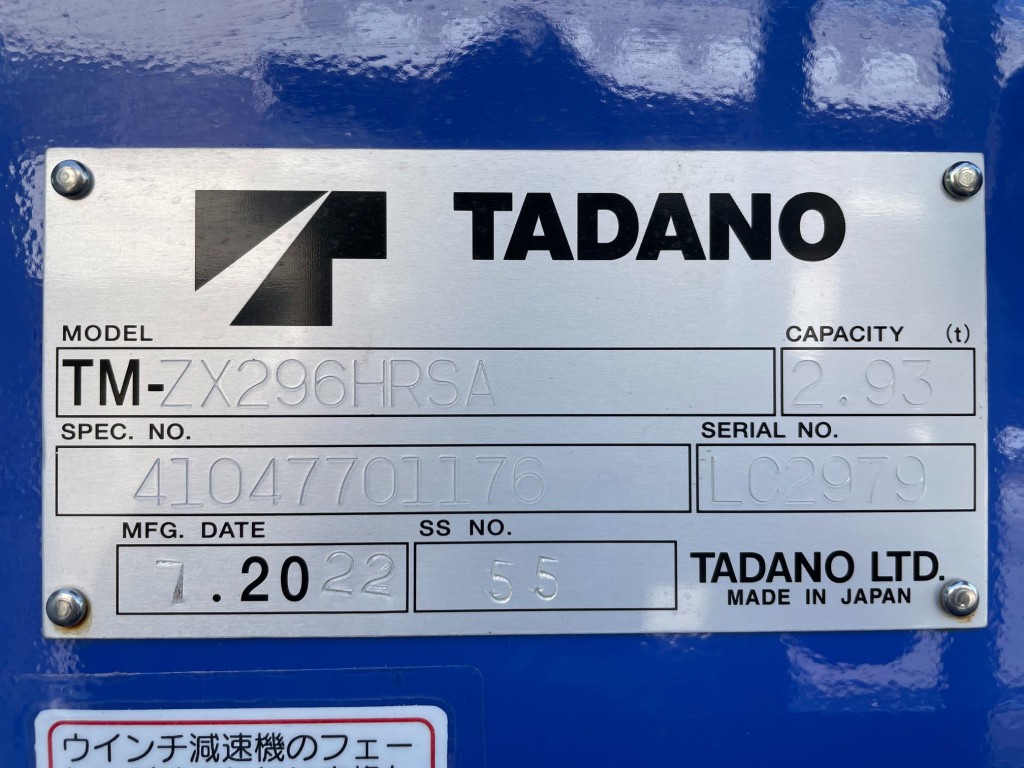 TADANO
MODEL
CAPACITY (t)
TM-ZX296HRSA
2.93
SPEC. NO.
SERIAL NO.
41047701176
LC2979
MFG. DATE
SS NO.
7.2022
55
TADANO LTD.
MADE IN JAPAN
ウインチ減速機のフェー